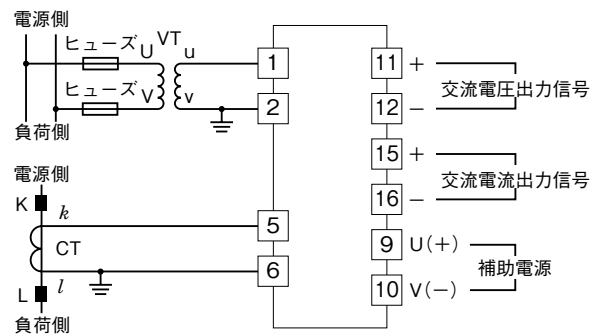 電源側
ヒューズ U VT u
1
11 +
交流電圧出力信号
ヒューズ V v
2
12 −
負荷側
電源側
15 +
交流電流出力信号
K k
5
16 −
CT
9 U(+)
補助電源
6
L l
10 V(−)
負荷側